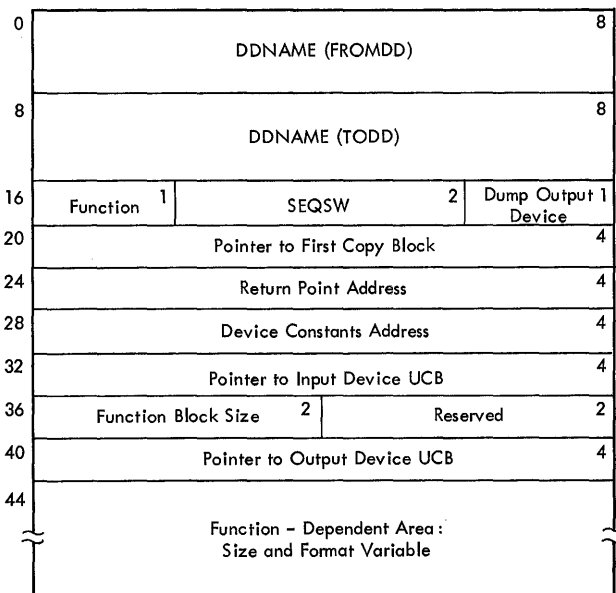 0 8
DDNAME (FROMDD)
8 8
DDNAME (TODD)
16 Function 1 SEQSW 2 Dump Output 1
Device
20 Pointer to First Copy Block 4
24 Return Point Address 4
28 Device Constants Address 4
32 Pointer to Input Device UCB 4
36 Function Block Size 2 Reserved 2
40 Pointer to Output Device UCB 4
44
Function - Dependent Area:
Size and Format Variable